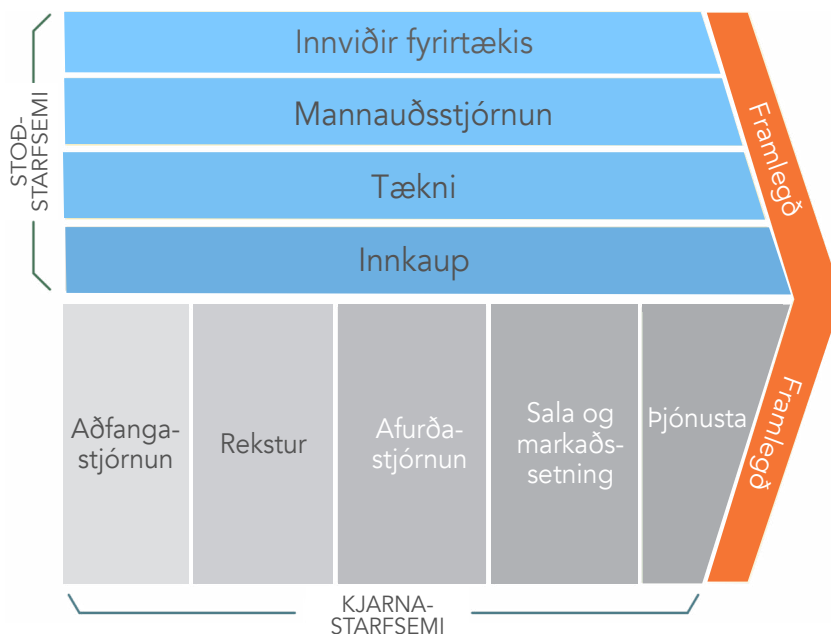 STOÐ-
STARFSEMI
Innviðir fyrirtækis
Mannauðsstjórnun
Tækni
Innkaup
Framlegð
Aðfanga-
stjórnun
Rekstur
Afurða-
stjórnun
Sala og
markaðs-
setning
Þjónusta
Framlegð
KJARNA-
STARFSEMI